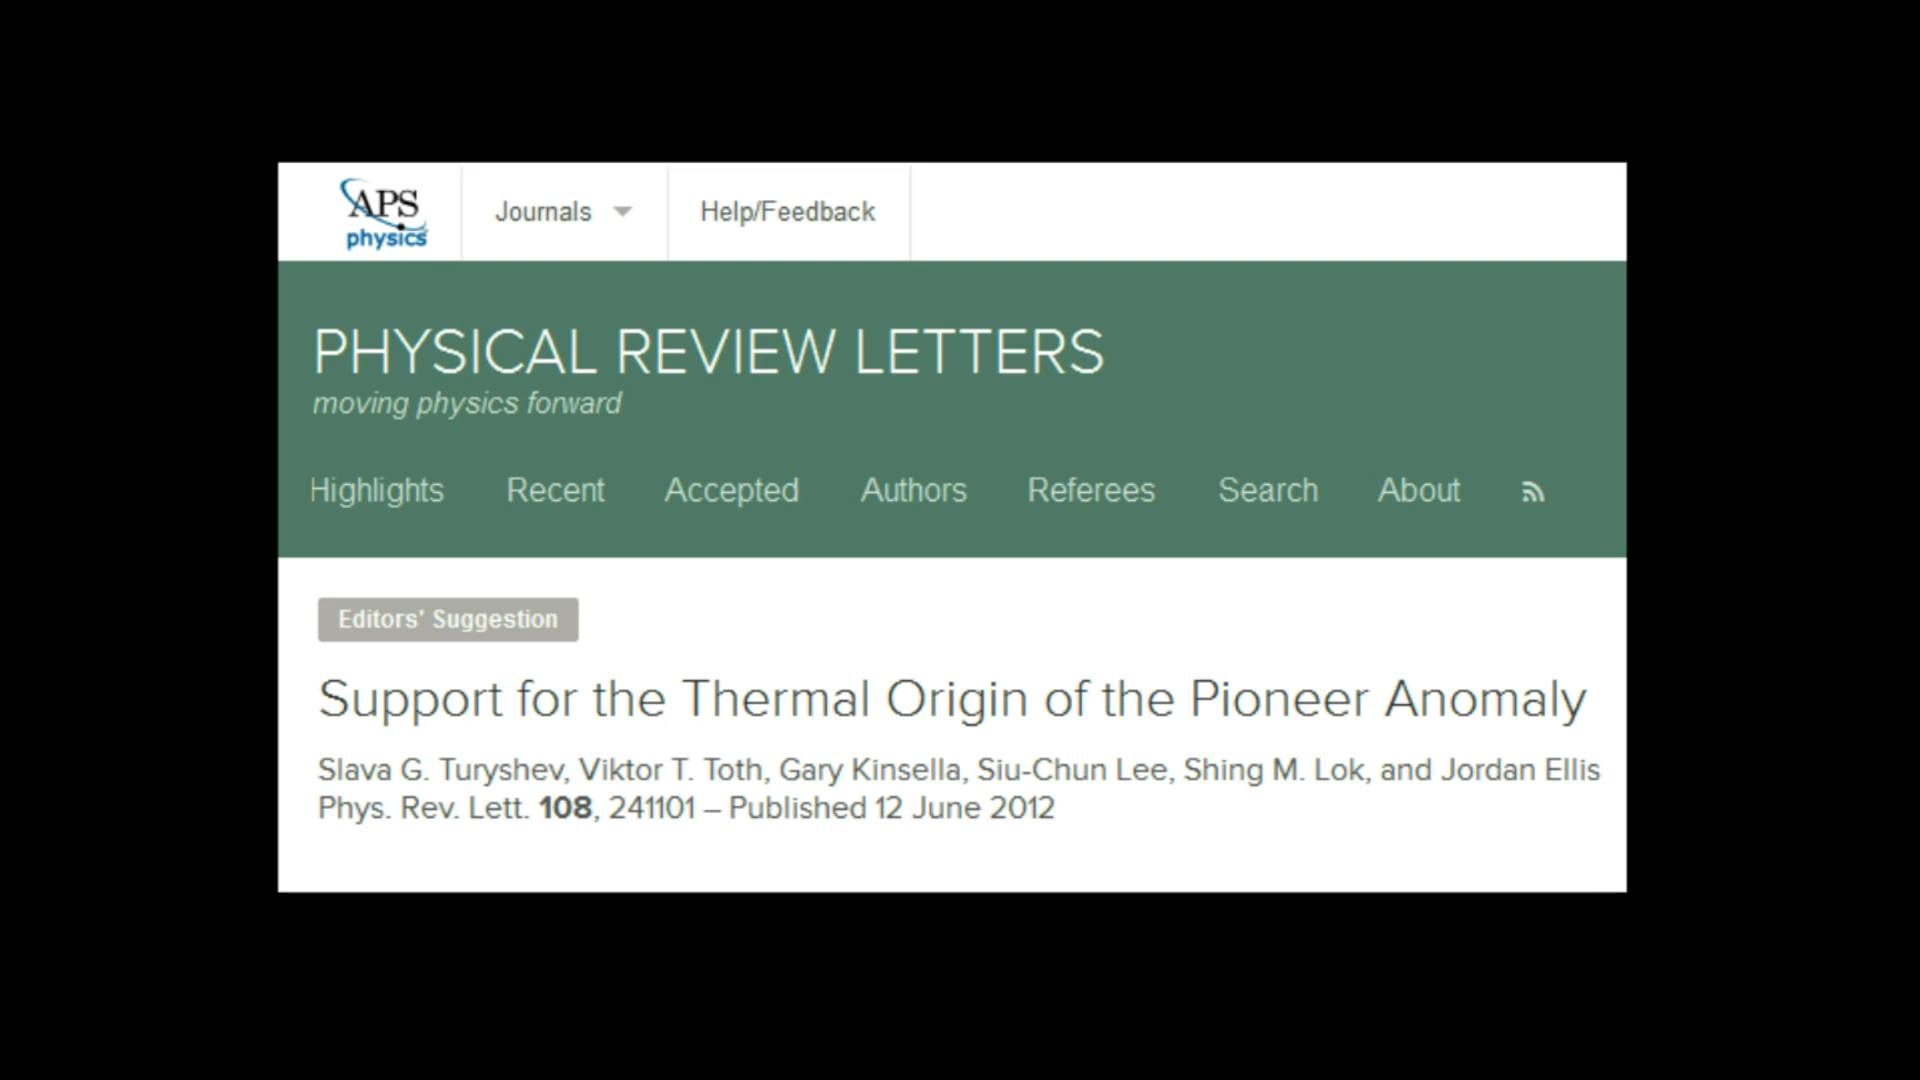 APS
physics
Journals
Help/Feedback
PHYSICAL REVIEW LETTERS
moving physics forward
Highlights Recent Accepted Authors Referees Search About
Editors' Suggestion
Support for the Thermal Origin of the Pioneer Anomaly
Slava G. Turyshev, Viktor T. Toth, Gary Kinsella, Siu-Chun Lee, Shing M. Lok, and Jordan Ellis
Phys. Rev. Lett. 108, 241101 – Published 12 June 2012